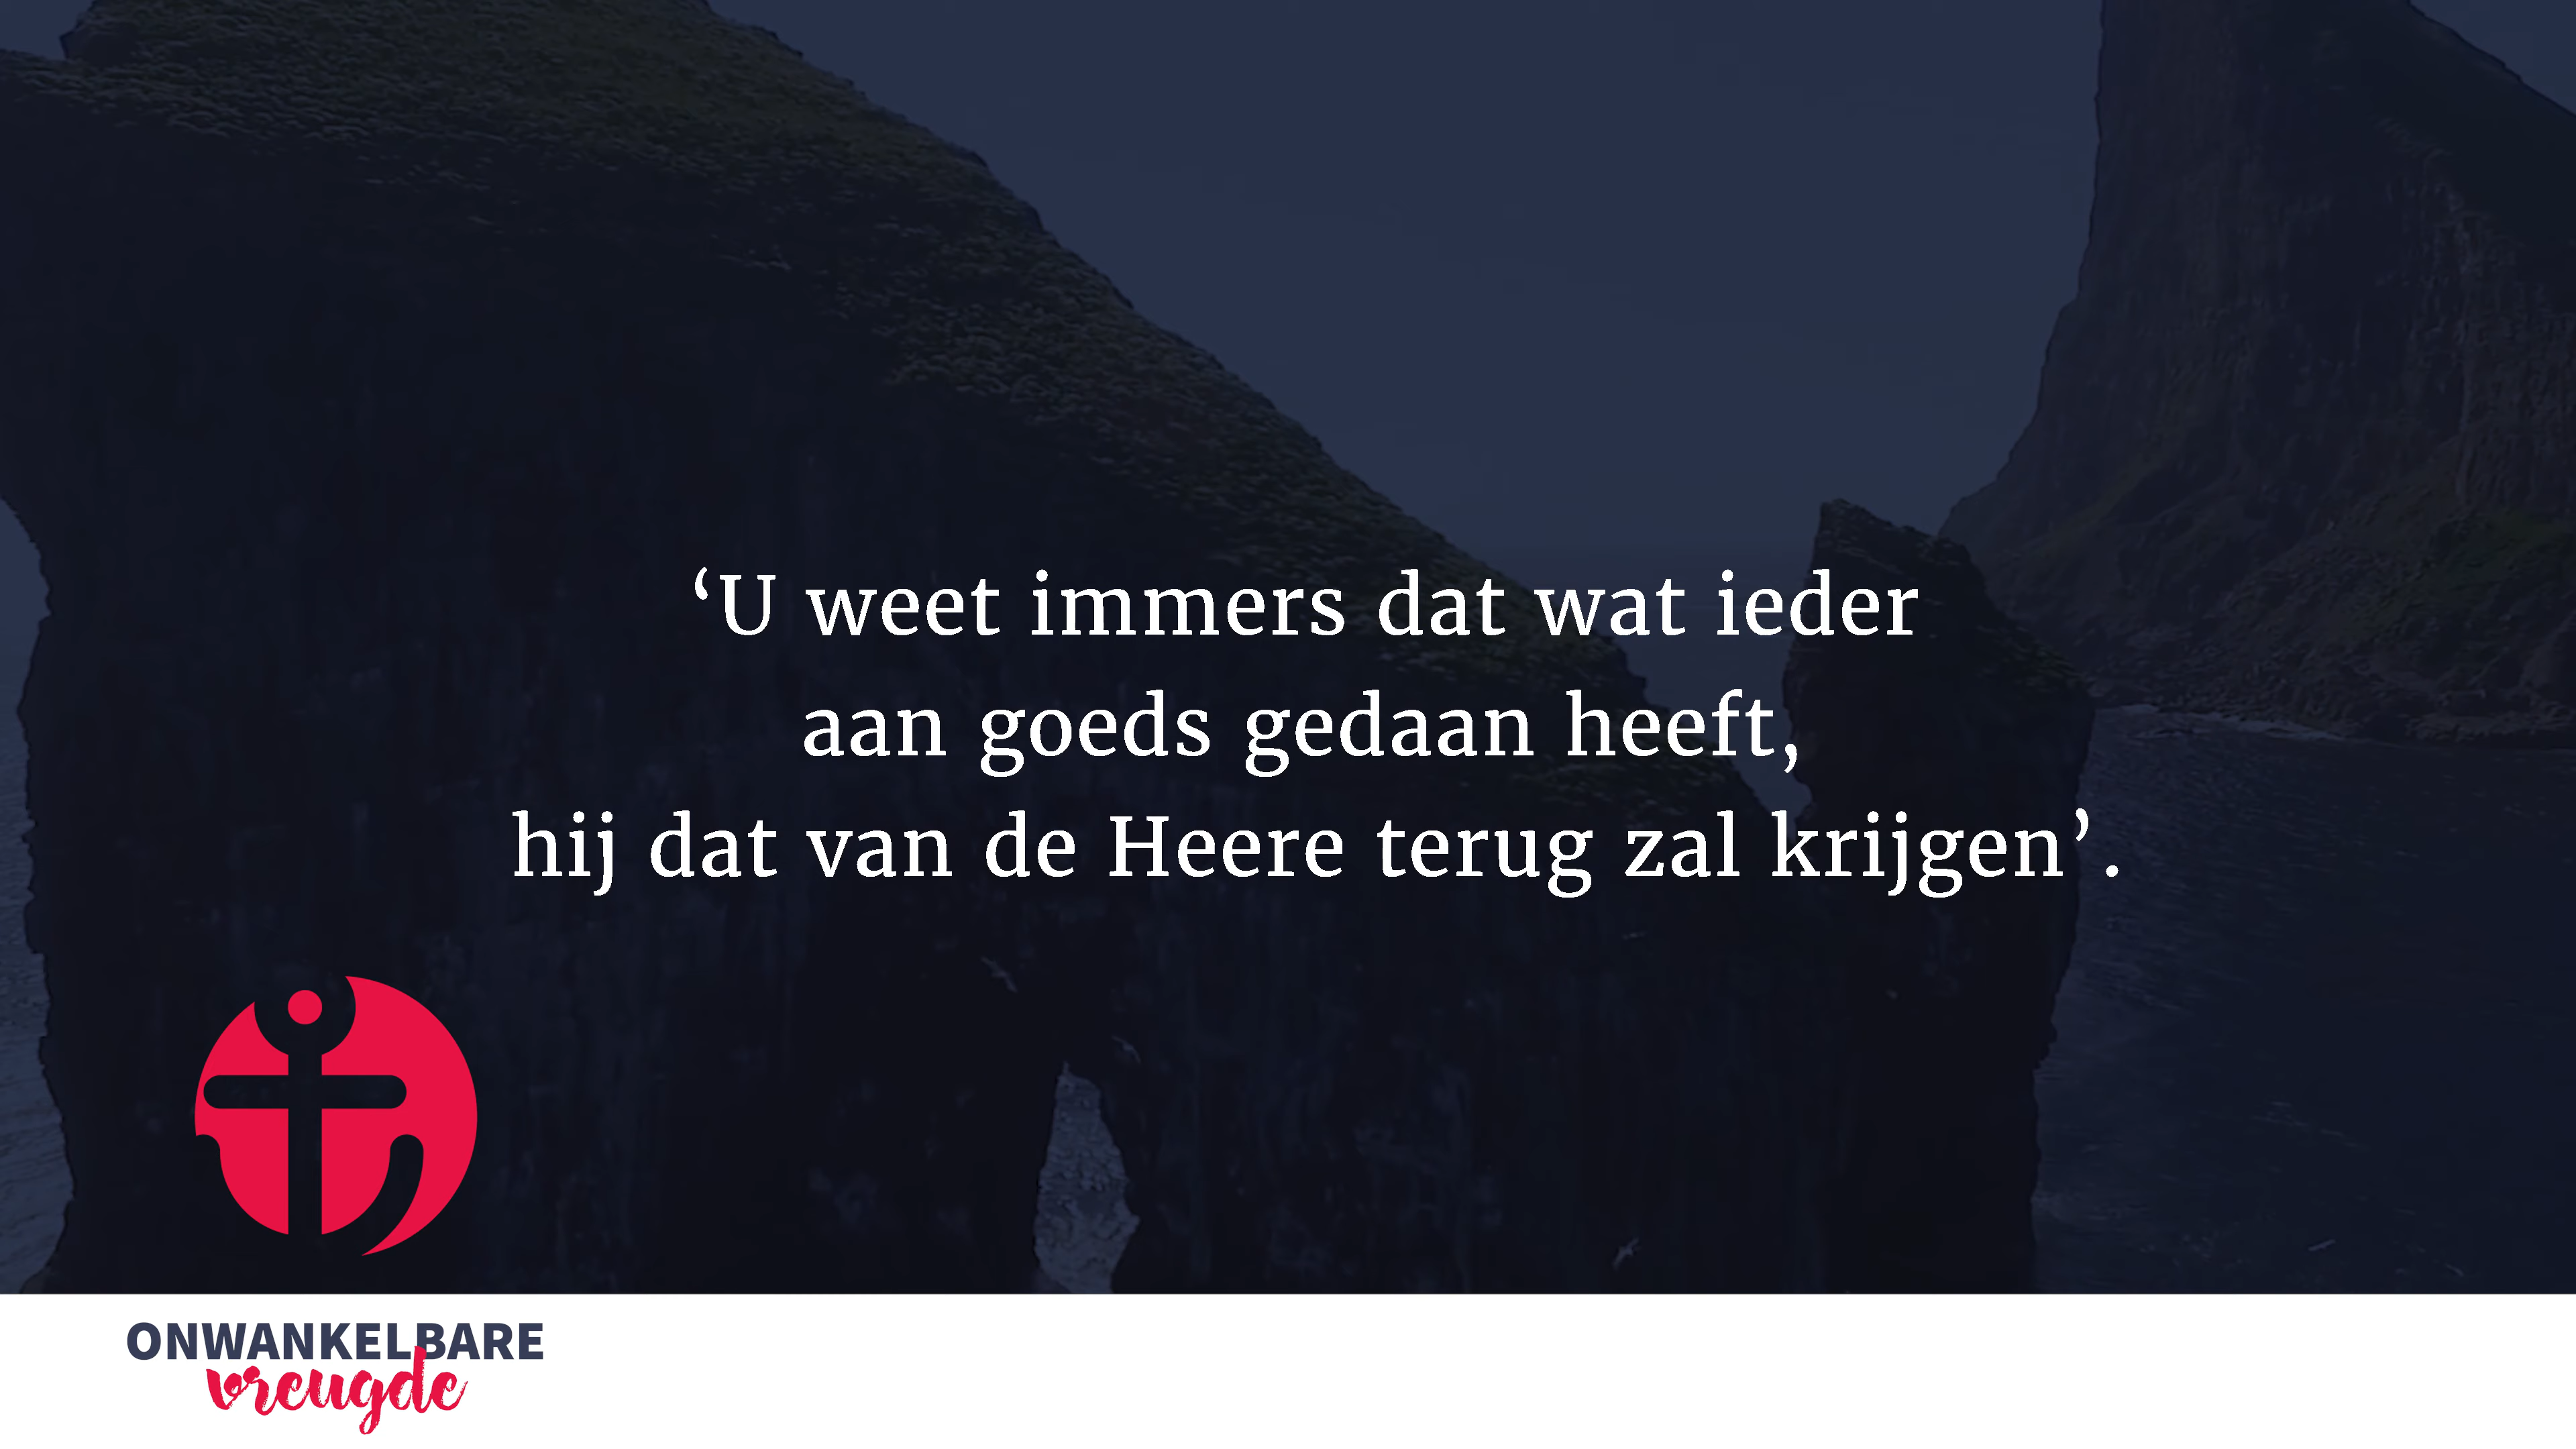 ‘U weet immers dat wat ieder
aan goeds gedaan heeft,
hij dat van de Heere terug zal krijgen’.
ONWANKELBARE
vreugde